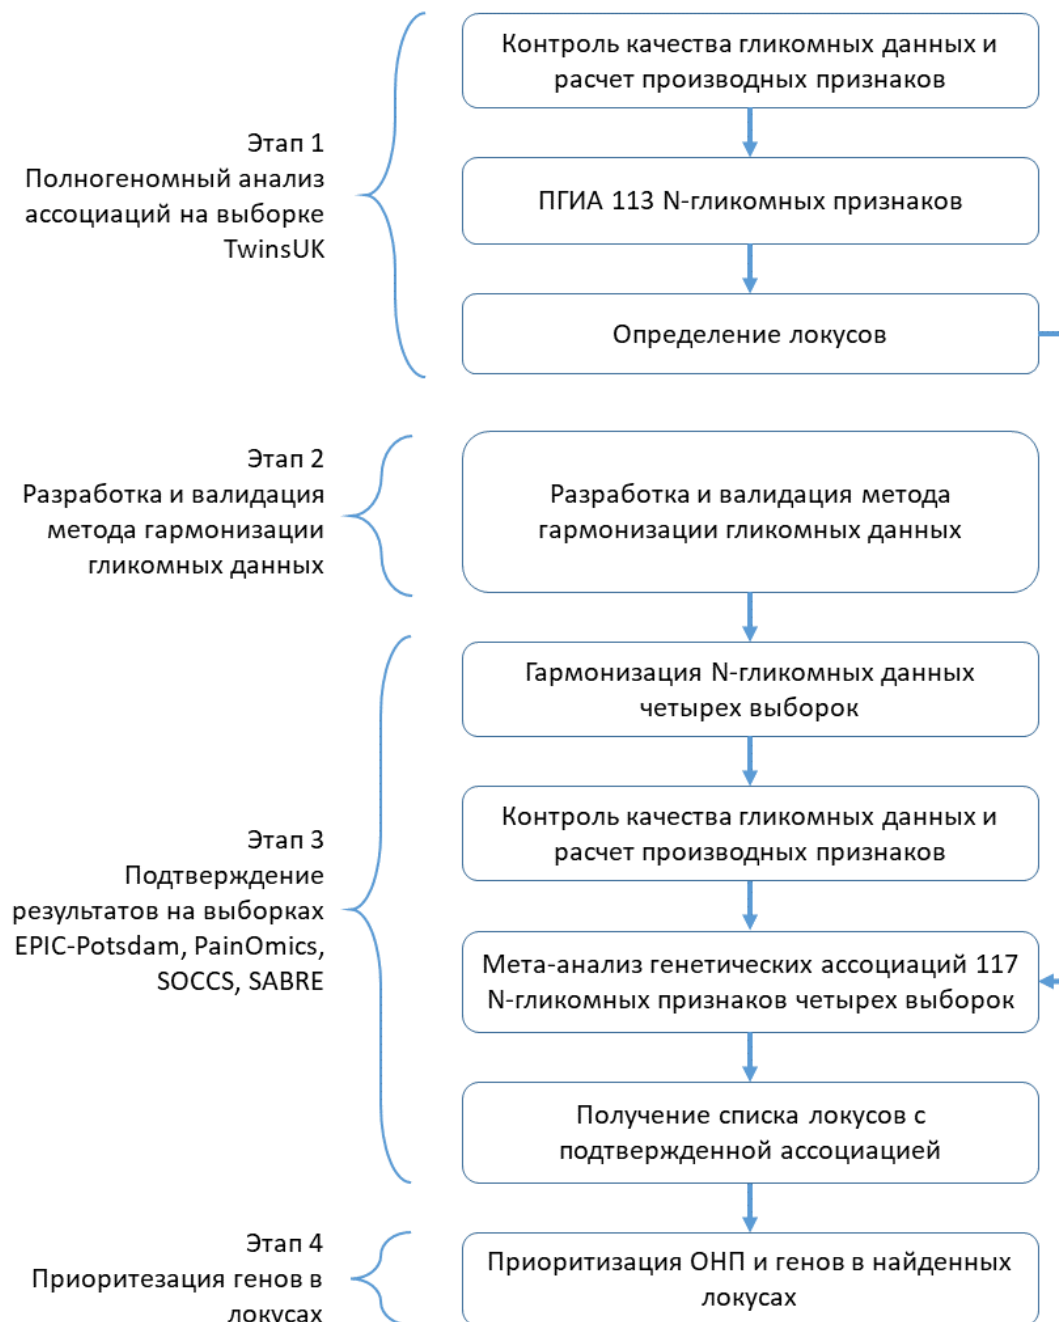 Этап 1
Полногеномный анализ
ассоциаций на выборке
TwinsUK
Контроль качества гликомных данных и
расчет производных признаков
ПГИА 113 N-гликомных признаков
Определение локусов
Этап 2
Разработка и валидация
метода гармонизации
гликомных данных
Разработка и валидация метода
гармонизации гликомных данных
Этап 3
Подтверждение
результатов на выборках
EPIC-Potsdam, PainOmics,
SOCCS, SABRE
Гармонизация N-гликомных данных
четырех выборок
Контроль качества гликомных данных и
расчет производных признаков
Мета-анализ генетических ассоциаций 117
N-гликомных признаков четырех выборок
Получение списка локусов с
подтвержденной ассоциацией
Этап 4
Приоритезация генов в
локусах
Приоритизация ОНП и генов в найденных
локусах